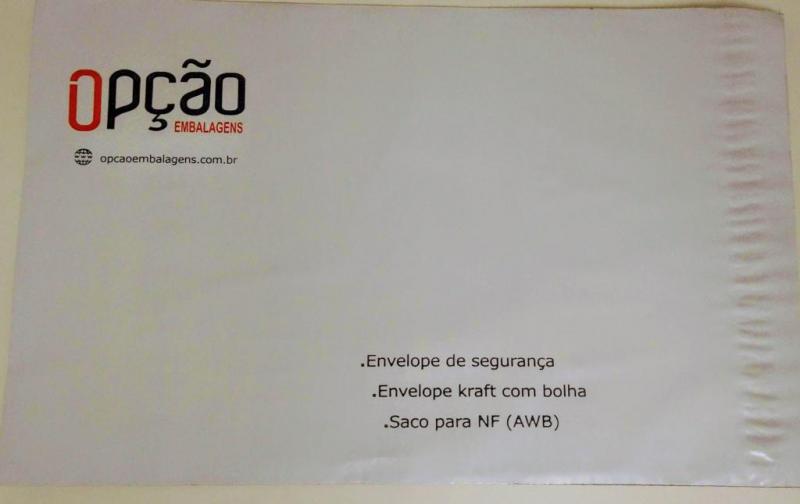 Opção
EMBALAGENS
opcaoembalagens.com.br
.Envelope de segurança
.Envelope kraft com bolha
.Saco para NF (AWB)